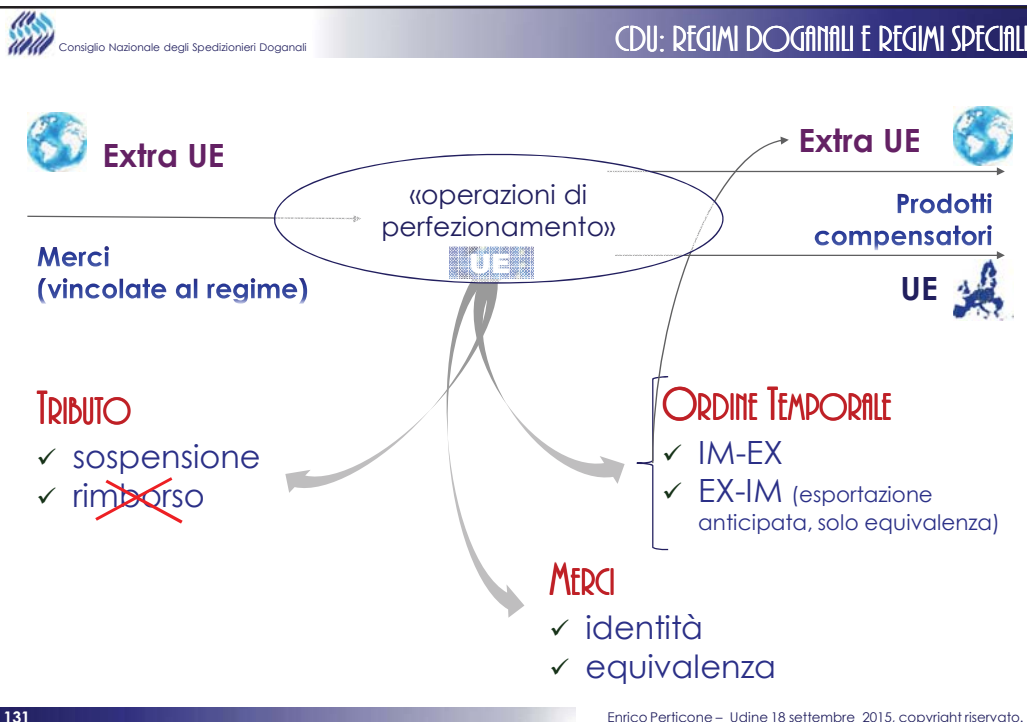 Consiglio Nazionale degli Spedizionieri Doganali
CDU: REGIMI DOGANALI E REGIMI SPECIALI
Extra UE
Merci
(vincolate al regime)
«operazioni di
perfezionamento»
UE
Extra UE
Prodotti
compensatori
UE
TRIBUTO
✓ sospensione
✓ rimborso
ORDINE TEMPORALE
✓ IM-EX
✓ EX-IM (esportazione
anticipata, solo equivalenza)
MERCI
✓ identità
✓ equivalenza
131
Enrico Perticone – Udine 18 settembre 2015, copyright riservato.